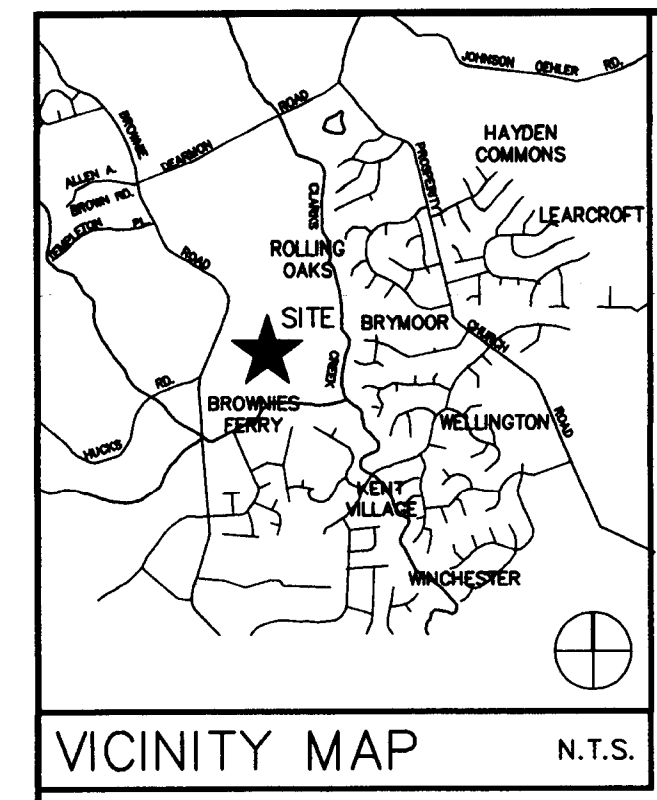 JOHNSON OEHLER RD.
ROAD
BROWNE
DEARMON
HAYDEN
COMMONS
PROSPERITY
ALLEN A.
BROWN RD.
CLARKS
LEARCROFT
TEMPLETON PL.
ROAD
ROLLING
OAKS
SITE
BRYMOOR
CHURCH
CREEK
RD.
BROWNIES
FERRY
WELLINGTON
ROAD
HUCKS
KENT
VILLAGE
WINCHESTER
VICINITY MAP
N.T.S.